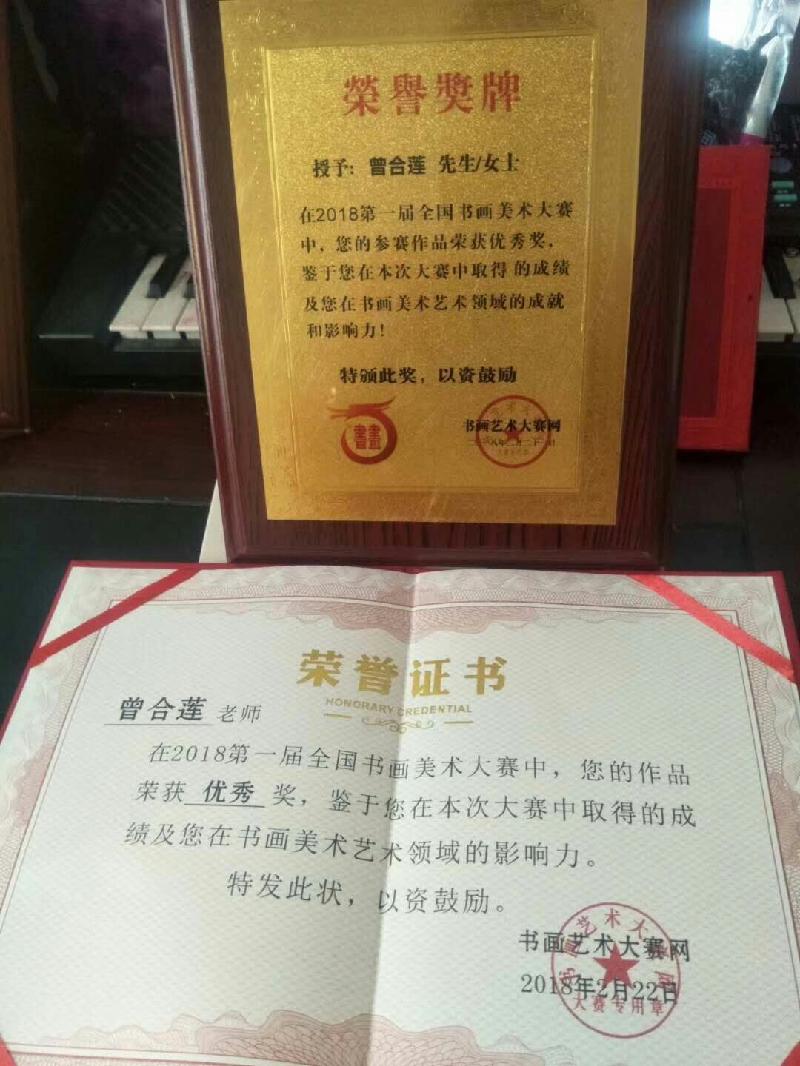 榮譽獎牌
授予：曾合莲 先生/女士
在2018第一届全国书画美术大赛
中，您的参赛作品荣获优秀奖，
鉴于您在本次大赛中取得的成绩
及您在书画美术艺术领域的成就
和影响力！
特颁此奖，以资鼓励
書畫
书画艺术大赛网
荣誉证书
HONORARY CREDENTIAL
曾合莲 老师
在2018第一届全国书画美术大赛中，您的作品
荣获 优秀 奖，鉴于您在本次大赛中取得的成
绩及您在书画美术艺术领域的影响力。
特发此状，以资鼓励。
书画艺术大赛网
2018年2月22日
大赛专用章